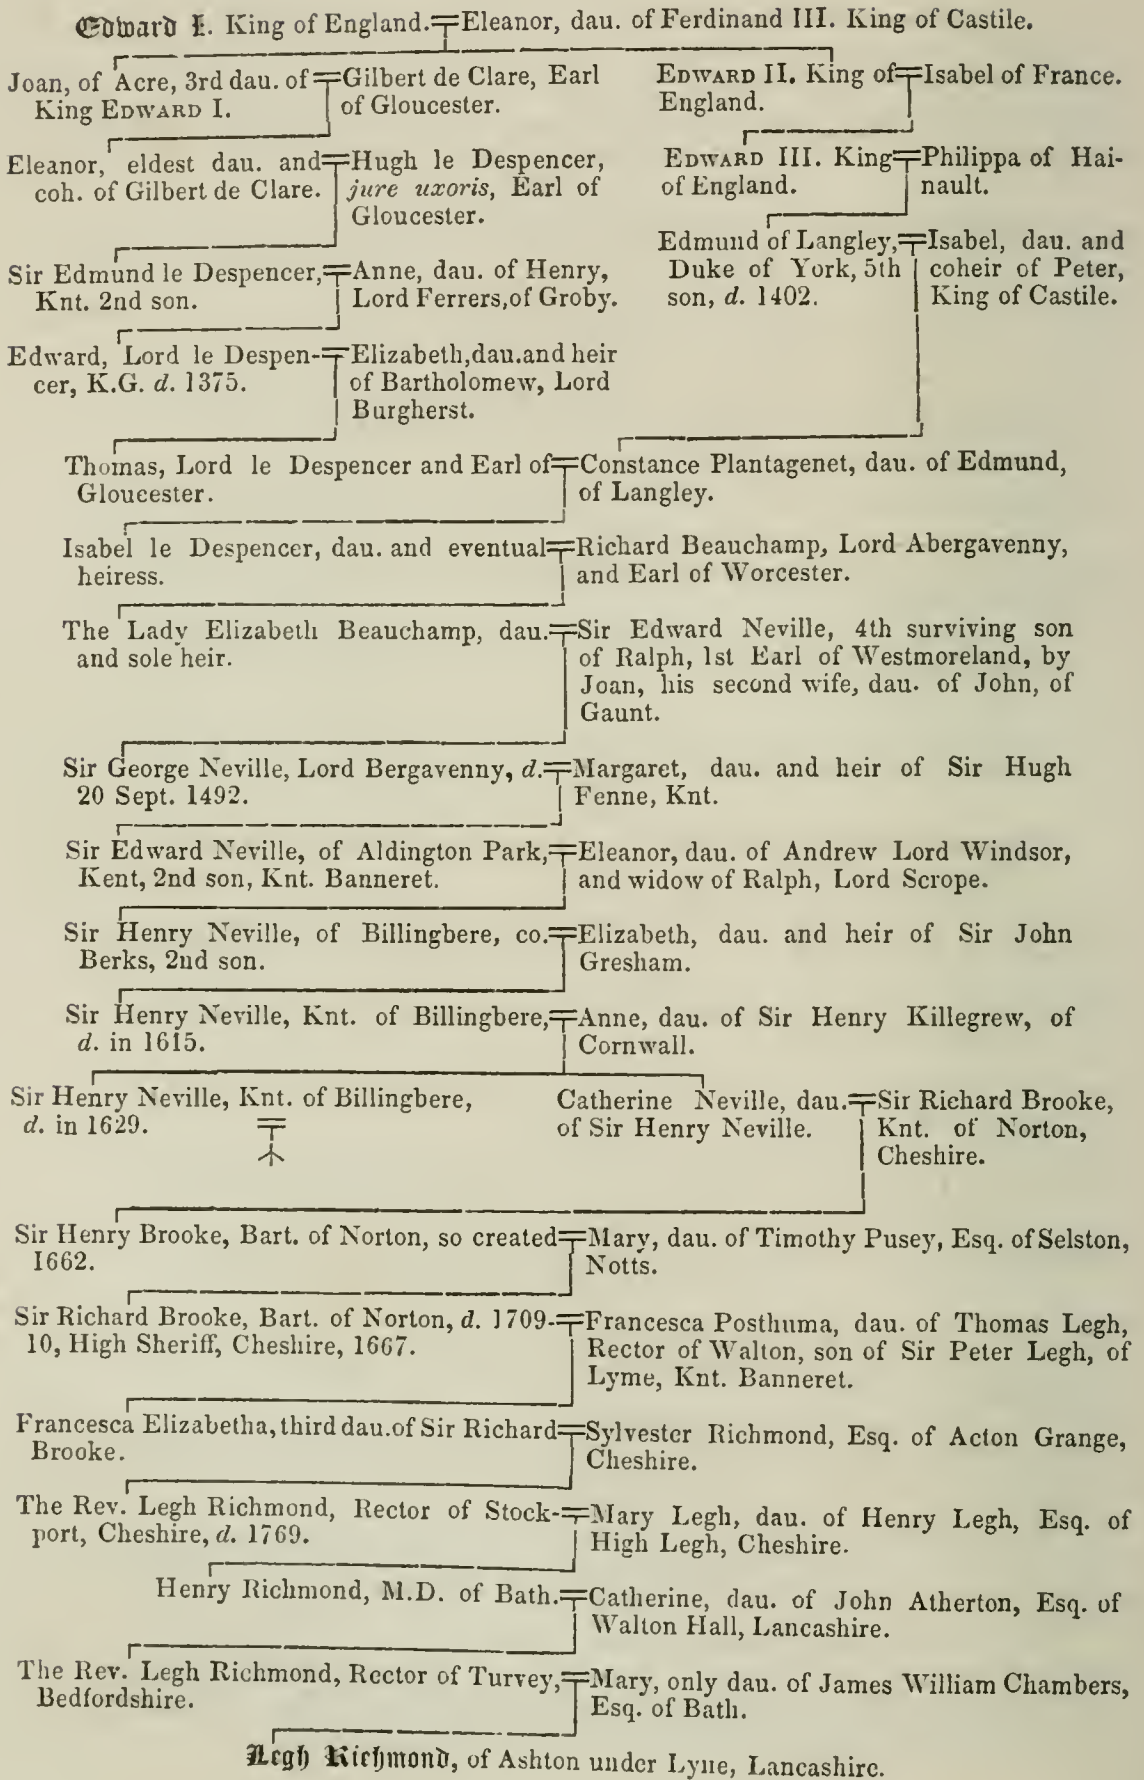 Edward I. King of England.=Eleanor, dau. of Ferdinand III. King of Castile.
Joan, of Acre, 3rd dau. of=Gilbert de Clare, Earl
King EDWARD I.
of Gloucester.
EDWARD II. King of=Isabel of France.
England.
Eleanor, eldest dau. and=Hugh le Despencer,
coh. of Gilbert de Clare.
jure uxoris, Earl of
Gloucester.
EDWARD III. King=Philippa of Hai-
of England.
nault.
Sir Edmund le Despencer,=Anne, dau. of Henry,
Knt. 2nd son.
Lord Ferrers, of Groby.
Edmund of Langley,=Isabel, dau. and
Duke of York, 5th
coheir of Peter,
son, d. 1402.
King of Castile.
Edward, Lord le Despen-=Elizabeth, dau. and heir
cer, K.G. d. 1375.
of Bartholomew, Lord
Burgherst.
Thomas, Lord le Despencer and Earl of=Constance Plantagenet, dau. of Edmund,
Gloucester.
of Langley.
Isabel le Despencer, dau. and eventual=Richard Beauchamp, Lord Abergavenny,
heiress.
and Earl of Worcester.
The Lady Elizabeth Beauchamp, dau.=Sir Edward Neville, 4th surviving son
and sole heir.
of Ralph, 1st Earl of Westmoreland, by
Joan, his second wife, dau. of John, of
Gaunt.
Sir George Neville, Lord Bergavenny, d.=Margaret, dau. and heir of Sir Hugh
20 Sept. 1492.
Fenne, Knt.
Sir Edward Neville, of Aldington Park,=Eleanor, dau. of Andrew Lord Windsor,
Kent, 2nd son, Knt. Banneret.
and widow of Ralph, Lord Scrope.
Sir Henry Neville, of Billingbere, co.=Elizabeth, dau. and heir of Sir John
Berks, 2nd son.
Gresham.
Sir Henry Neville, Knt. of Billingbere,=Anne, dau. of Sir Henry Killegrew, of
d. in 1615.
Cornwall.
Sir Henry Neville, Knt. of Billingbere,
d. in 1629.
Catherine Neville, dau.=Sir Richard Brooke,
of Sir Henry Neville.
Knt. of Norton,
Cheshire.
Sir Henry Brooke, Bart. of Norton, so created=Mary, dau. of Timothy Pusey, Esq. of Selston,
1662.
Notts.
Sir Richard Brooke, Bart. of Norton, d. 1709-=Francesca Posthuma, dau. of Thomas Legh,
10, High Sheriff, Cheshire, 1667.
Rector of Walton, son of Sir Peter Legh, of
Lyme, Knt. Banneret.
Francesca Elizabetha, third dau. of Sir Richard=Sylvester Richmond, Esq. of Acton Grange,
Brooke.
Cheshire.
The Rev. Legh Richmond, Rector of Stock-=Mary Legh, dau. of Henry Legh, Esq. of
port, Cheshire, d. 1769.
High Legh, Cheshire.
Henry Richmond, M.D. of Bath.=Catherine, dau. of John Atherton, Esq. of
Walton Hall, Lancashire.
The Rev. Legh Richmond, Rector of Turvey,=Mary, only dau. of James William Chambers,
Bedfordshire.
Esq. of Bath.
Legh Richmond, of Ashton under Lyne, Lancashire.